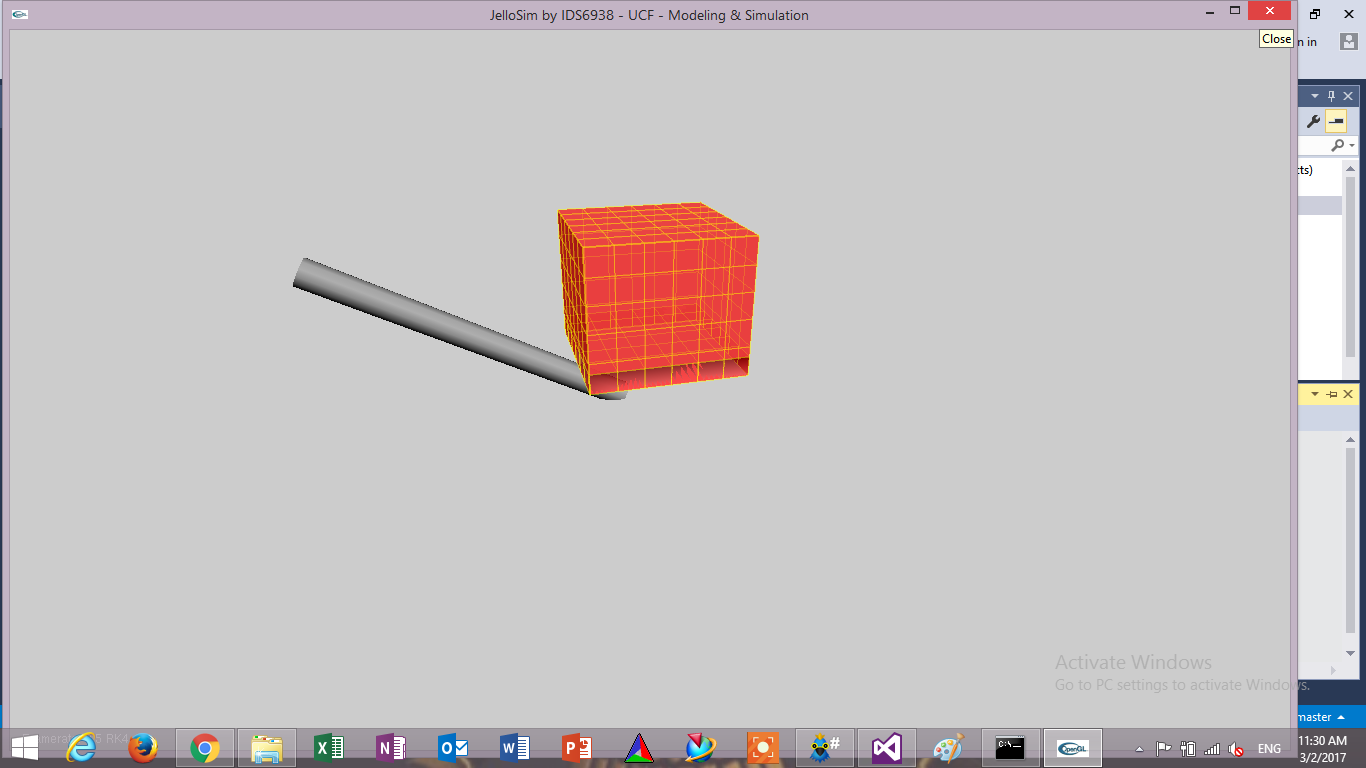 JelloSim by IDS6938 - UCF - Modeling & Simulation
Close
n in
cts)
Activate Windows
Go to PC settings to activate Windows.
master
RK4
X
N
O
W
P
#
C:\.
OpenGL
ENG
11:30 AM
3/2/2017